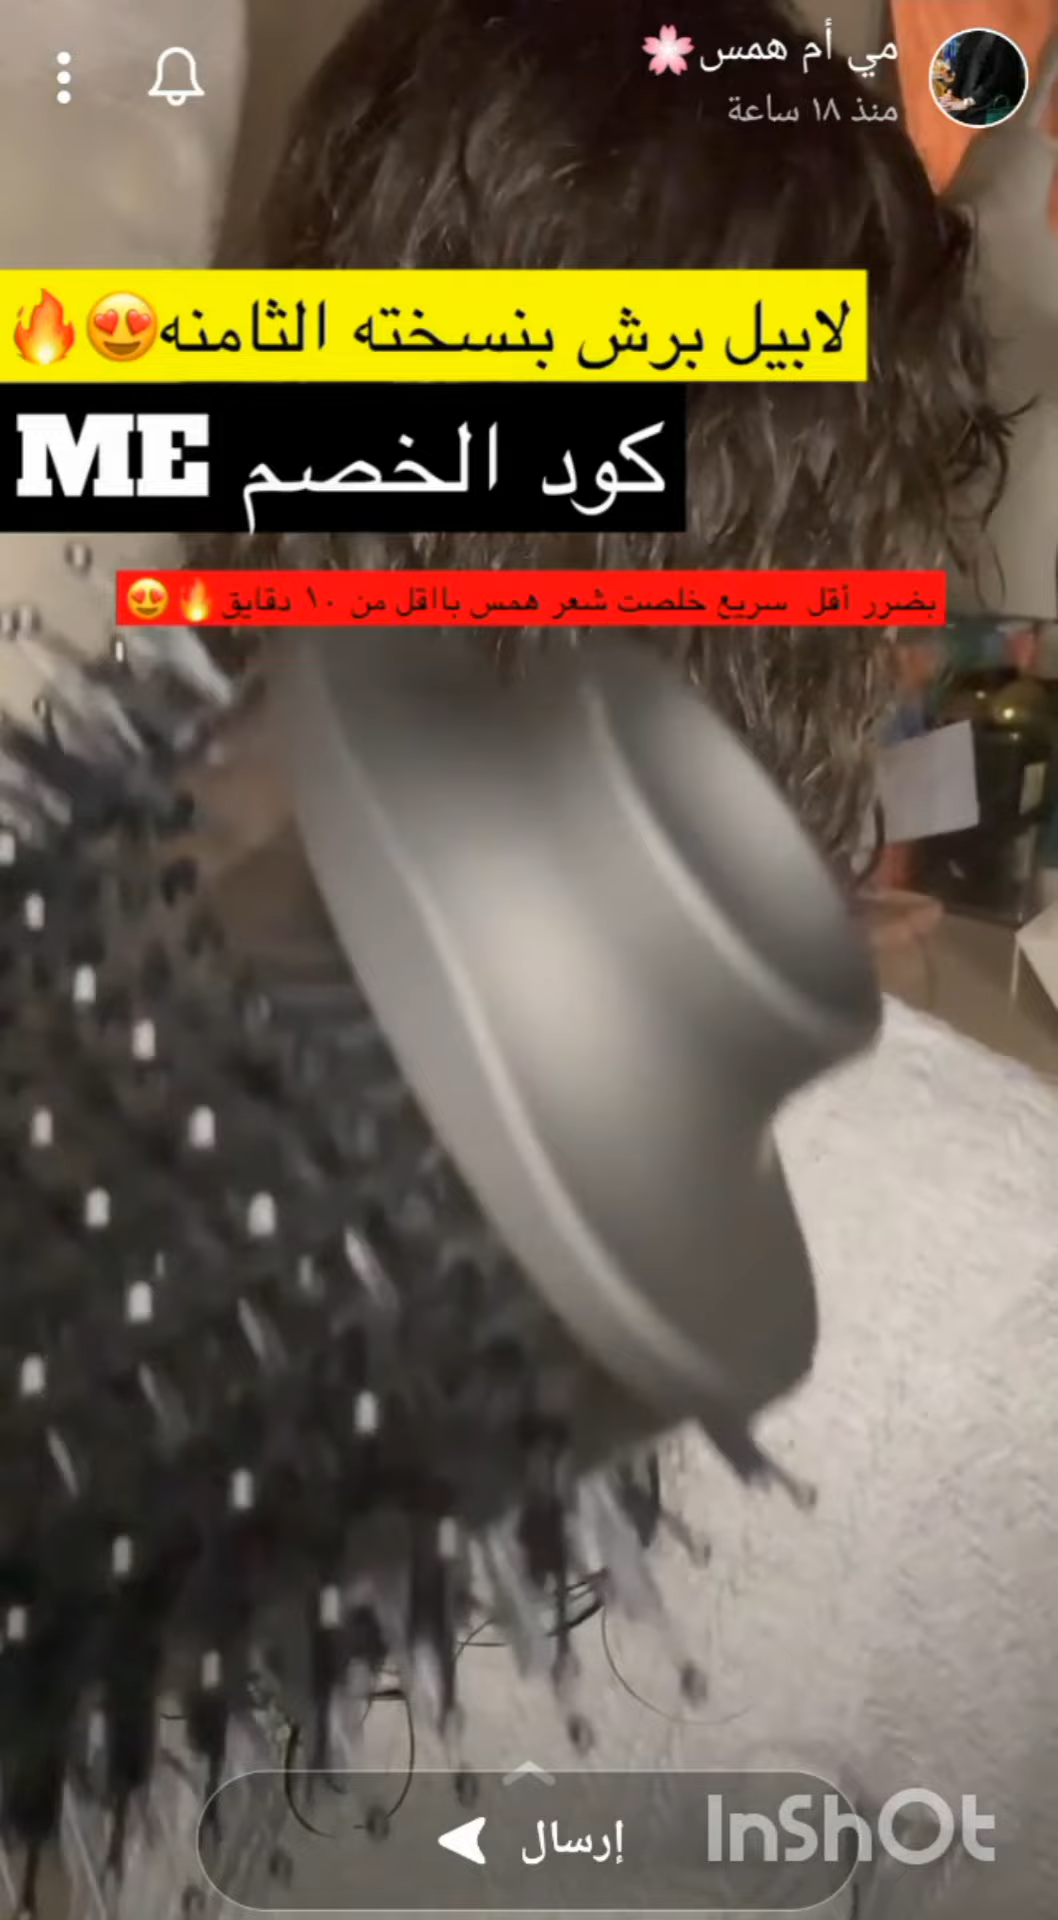 مي أم همس🌸
منذ ١٨ ساعة
لابيل برش بنسخته الثامنه😍🔥
كود الخصم ME
بضرر أقل سريع خلصت شعر همس بااقل من ١٠ دقايق🔥😍
إرسال
InShOt